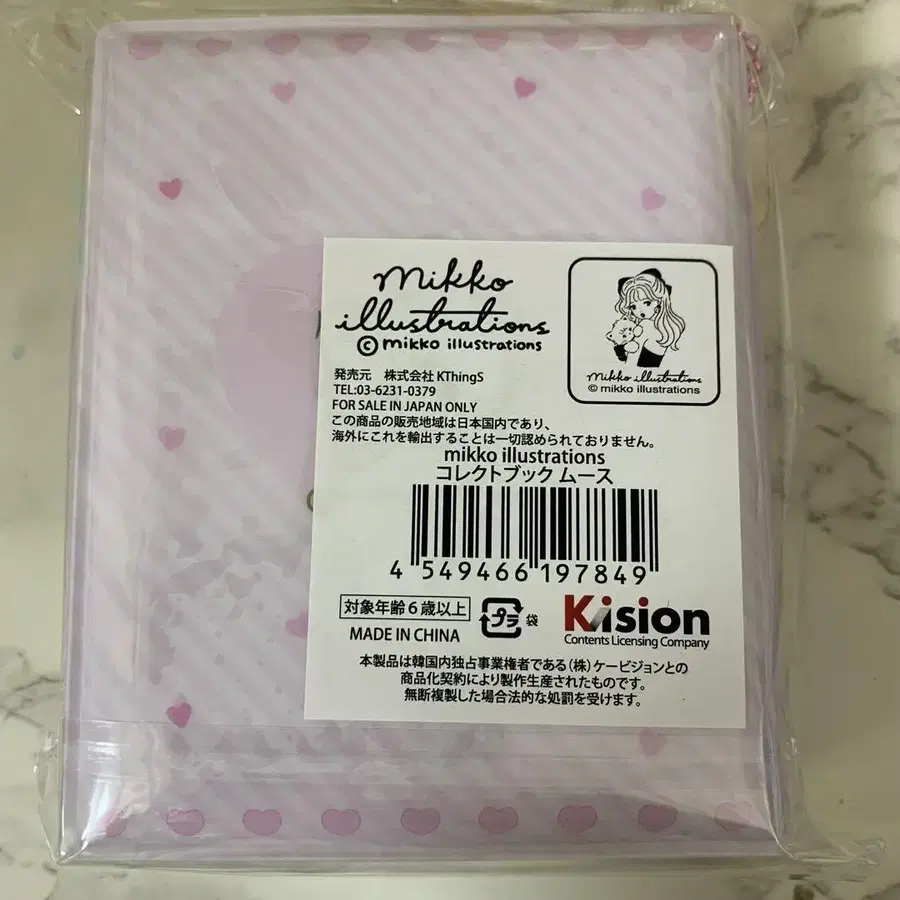 mikko
illustrations
© mikko illustrations
mikko illustrations
© mikko illustrations
発売元 株式会社 KThingS
TEL:03-6231-0379
FOR SALE IN JAPAN ONLY
この商品の販売地域は日本国内であり、
海外にこれを輸出することは一切認められておりません。
mikko illustrations
コレクトブック ムース
4 549466 197849
対象年齢6歳以上
プラ 袋
MADE IN CHINA
Kvision
Contents Licensing Company
本製品は韓国内独占事業権者である(株)ケービジョンとの
商品化契約により製作生産されたものです。
無断複製した場合法的な処罰を受けます。